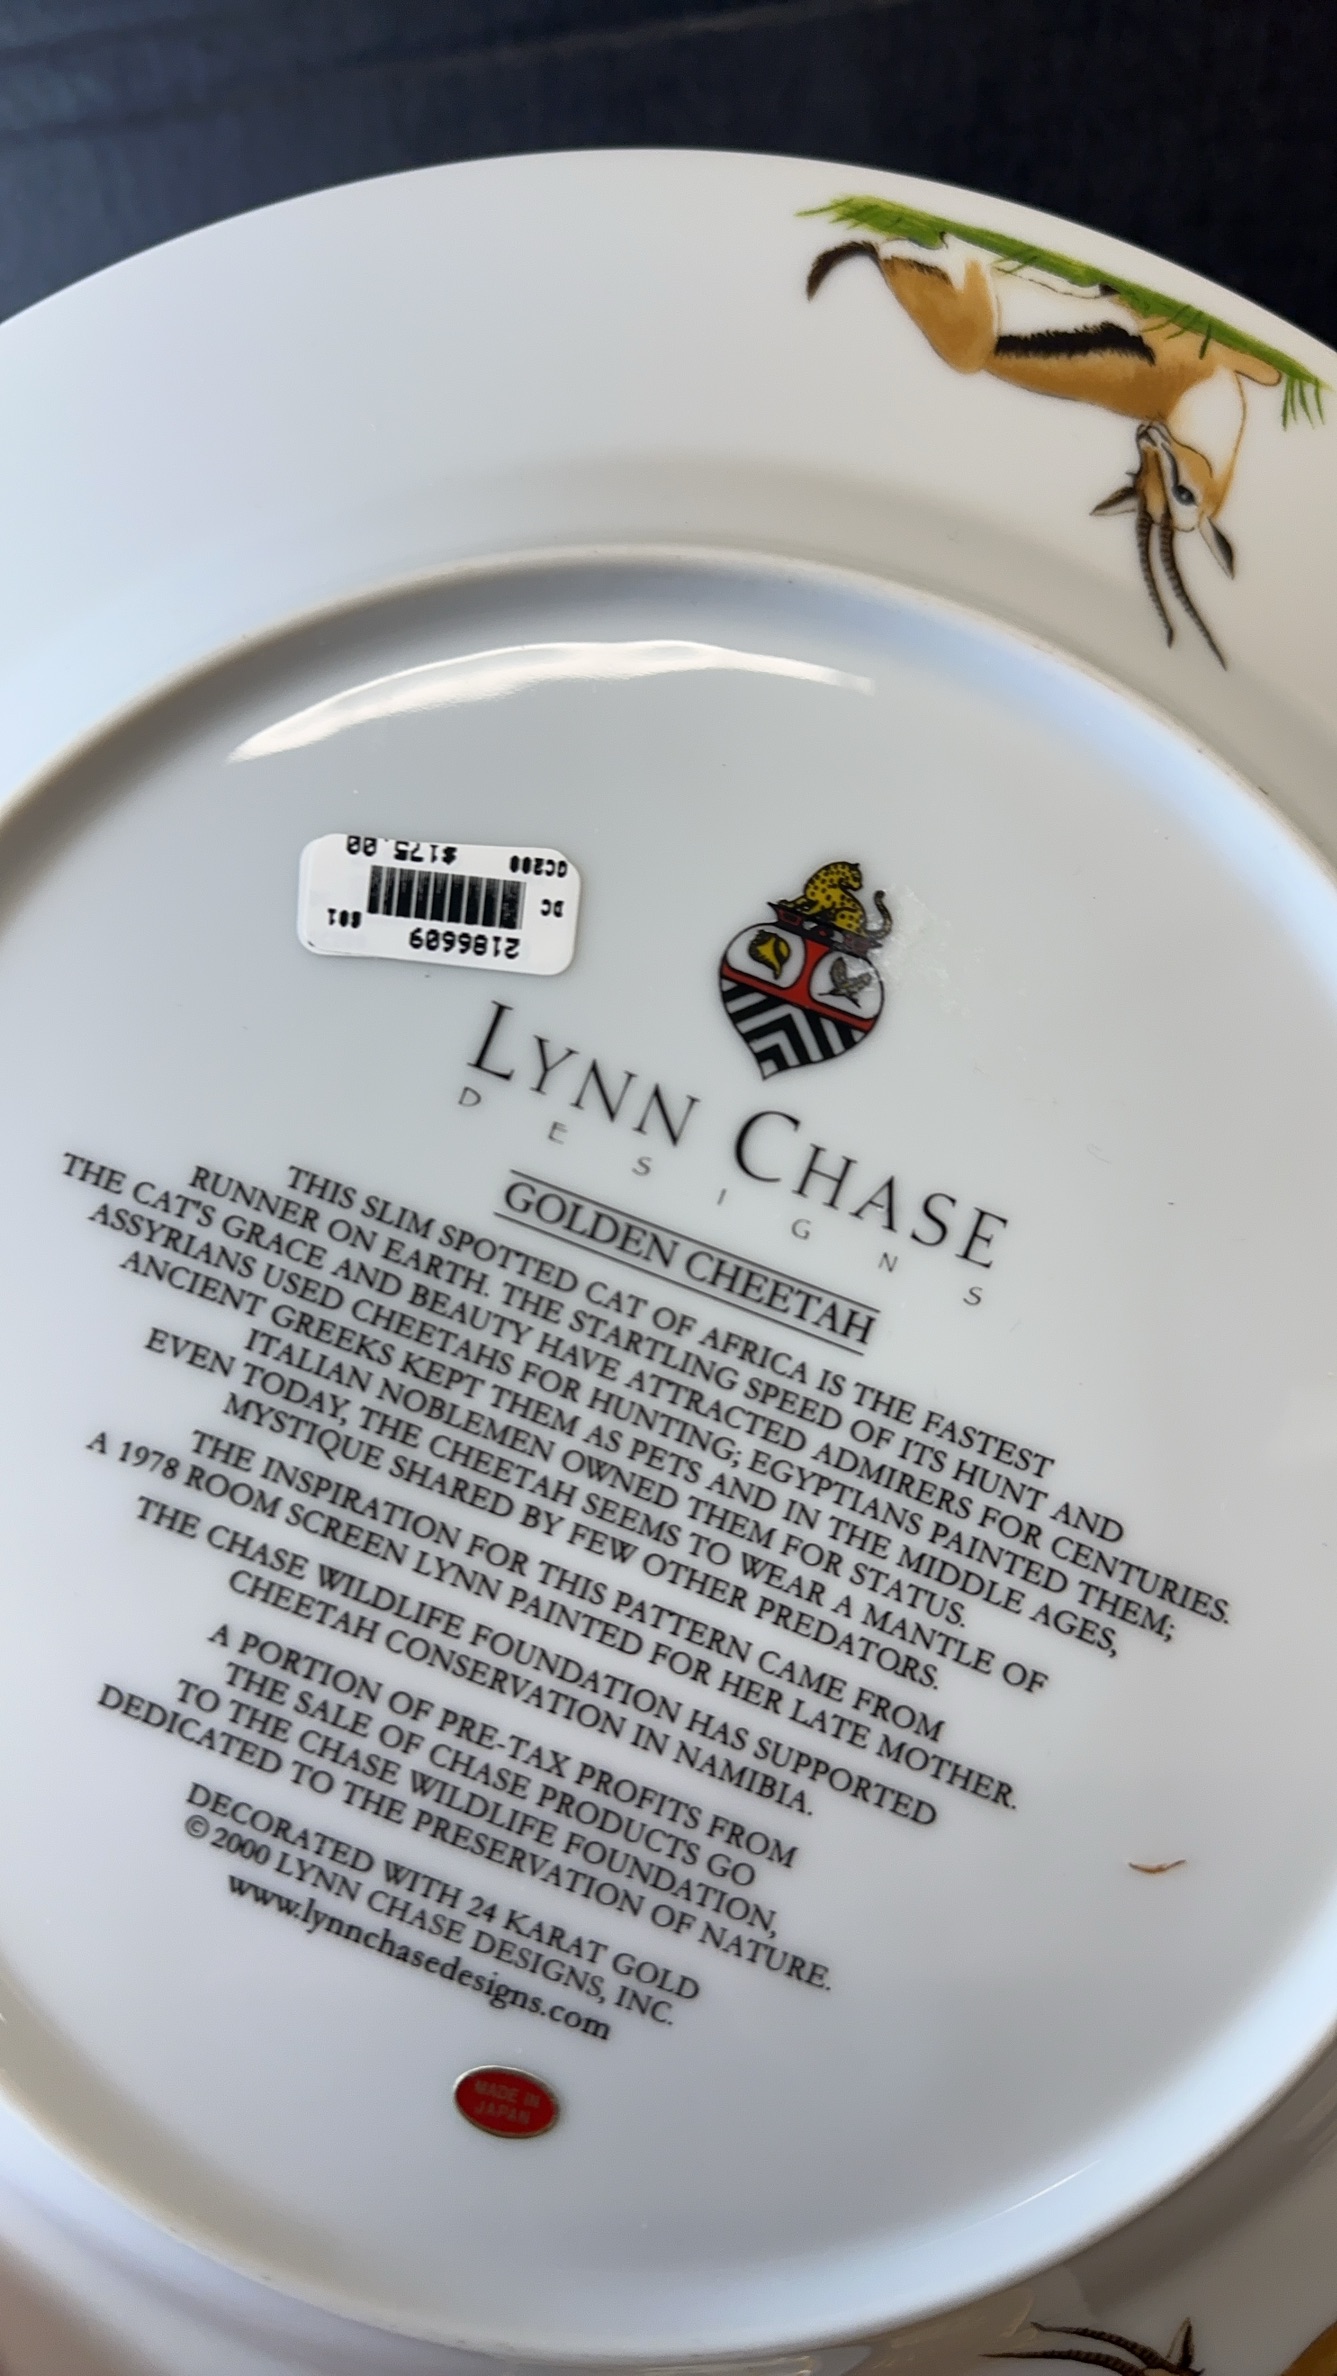 QC200 $175.00
DC 801
2186609
LYNN CHASE
DESIGNS
GOLDEN CHEETAH
THIS SLIM SPOTTED CAT OF AFRICA IS THE FASTEST
RUNNER ON EARTH. THE STARTLING SPEED OF ITS HUNT AND
THE CAT'S GRACE AND BEAUTY HAVE ATTRACTED ADMIRERS FOR CENTURIES.
ASSYRIANS USED CHEETAHS FOR HUNTING; EGYPTIANS PAINTED THEM;
ANCIENT GREEKS KEPT THEM AS PETS AND IN THE MIDDLE AGES,
ITALIAN NOBLEMEN OWNED THEM FOR STATUS.
EVEN TODAY, THE CHEETAH SEEMS TO WEAR A MANTLE OF
MYSTIQUE SHARED BY FEW OTHER PREDATORS.
THE INSPIRATION FOR THIS PATTERN CAME FROM
A 1978 ROOM SCREEN LYNN PAINTED FOR HER LATE MOTHER.
THE CHASE WILDLIFE FOUNDATION HAS SUPPORTED
CHEETAH CONSERVATION IN NAMIBIA.
A PORTION OF PRE-TAX PROFITS FROM
THE SALE OF CHASE PRODUCTS GO
TO THE CHASE WILDLIFE FOUNDATION,
DEDICATED TO THE PRESERVATION OF NATURE.
DECORATED WITH 24 KARAT GOLD
© 2000 LYNN CHASE DESIGNS, INC.
www.lynnchasedesigns.com
MADE IN
JAPAN